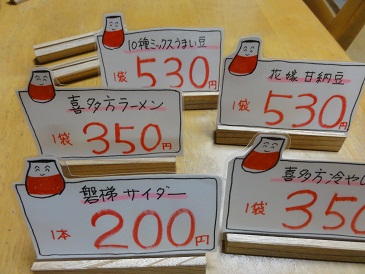 10種ミックスうまい豆
1袋 530円
花嫁甘納豆
1袋 530円
喜多方ラーメン
1袋 350円
喜多方冷やし
1袋 350
磐梯サイダー
1本 200円